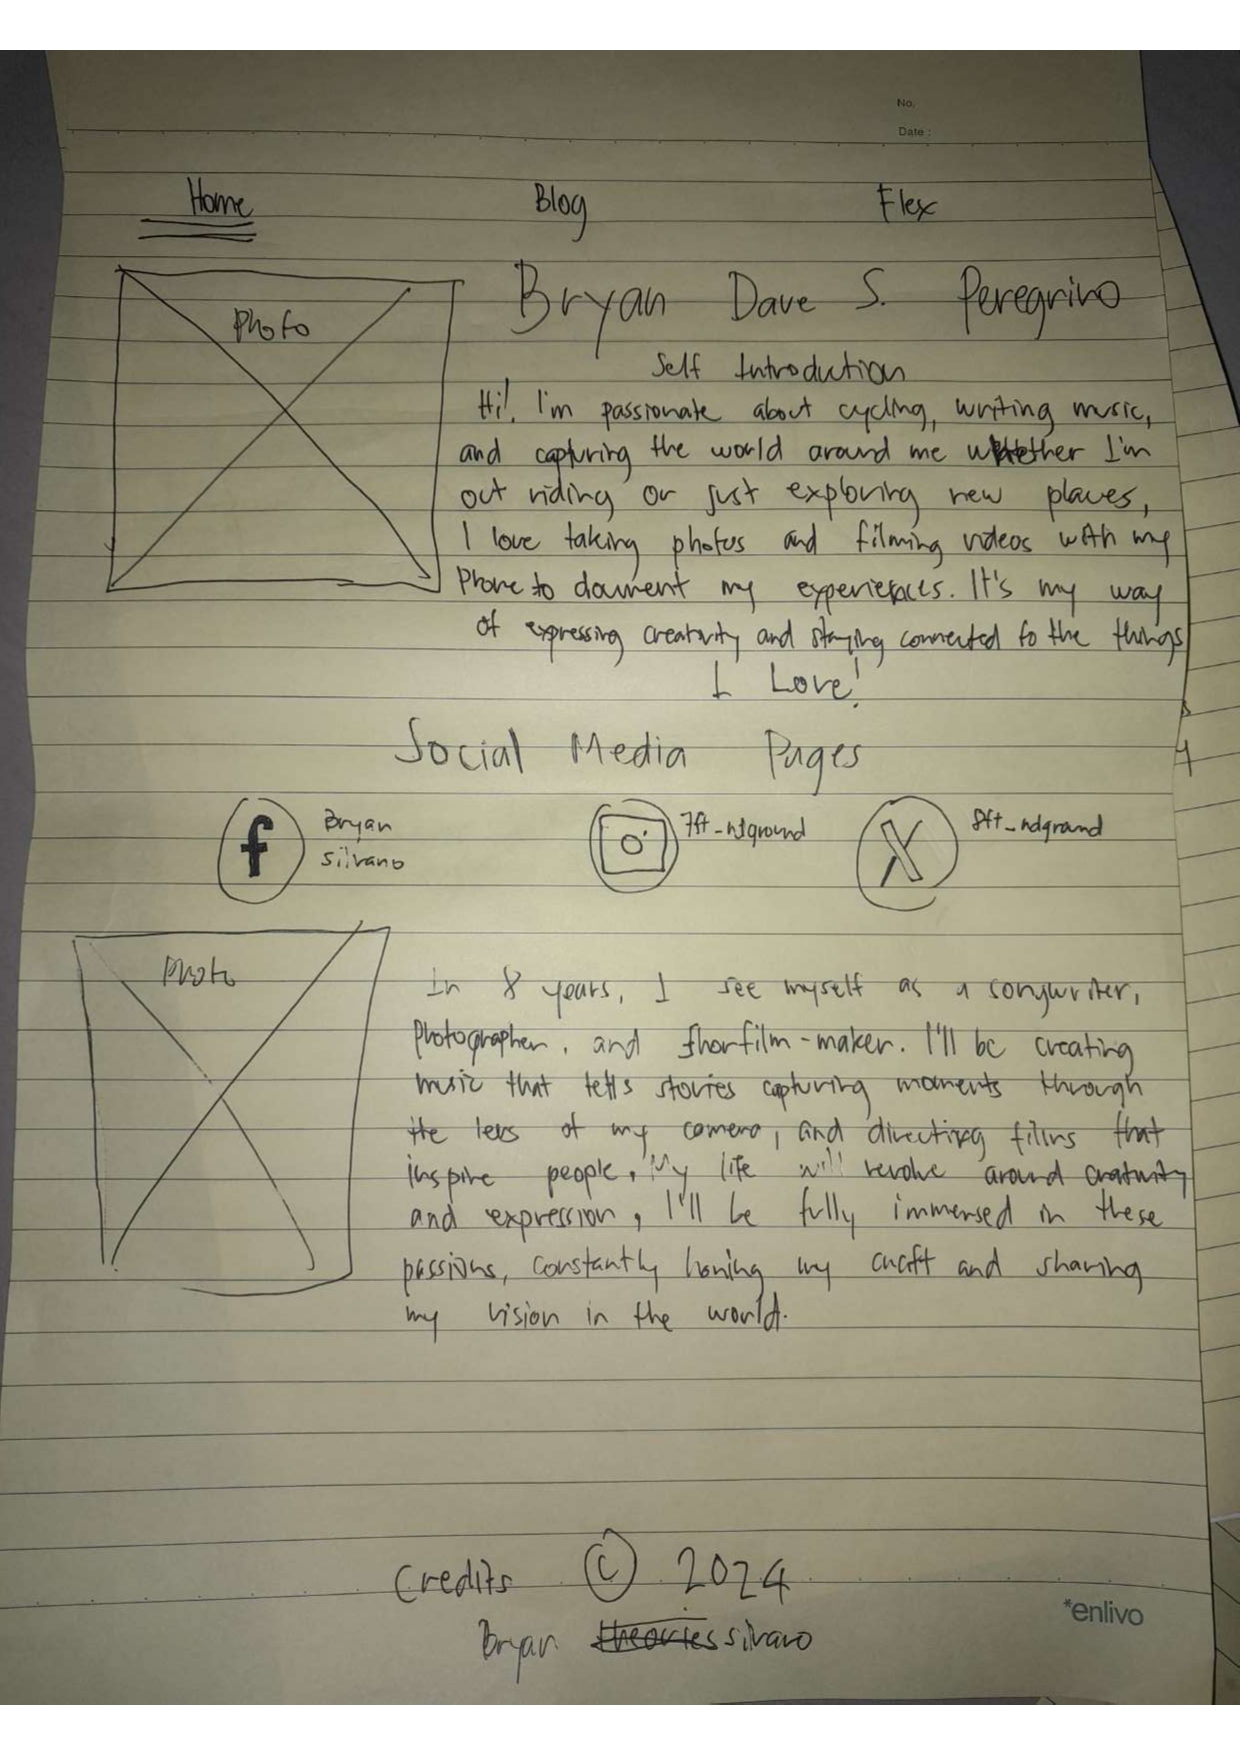 No.
Date :
Home Blog Flex
Photo
Bryan Dave S. Peregrino
Self Introduction
Hi! I'm passionate about cycling, writing music,
and capturing the world around me whether I'm
out riding or just exploring new places,
I love taking photos and filming videos with my
Phone to document my experiences. It's my way
of expressing creativity and staying connected to the things
I Love!
Social Media Pages
f Bryan
silvano
7ft_ndground
X 8ft_ndground
Photo
In 8 years, I see myself as a songwriter,
Photographer, and shorfilm-maker. I'll be creating
music that tells stories capturing moments through
the lens of my camera, and directing films that
inspire people, My life will revolve around creativity
and expression, I'll be fully immersed in these
passions, constantly honing my craft and sharing
my vision in the world.
Credits © 2024
Bryan silvano
*enlivo